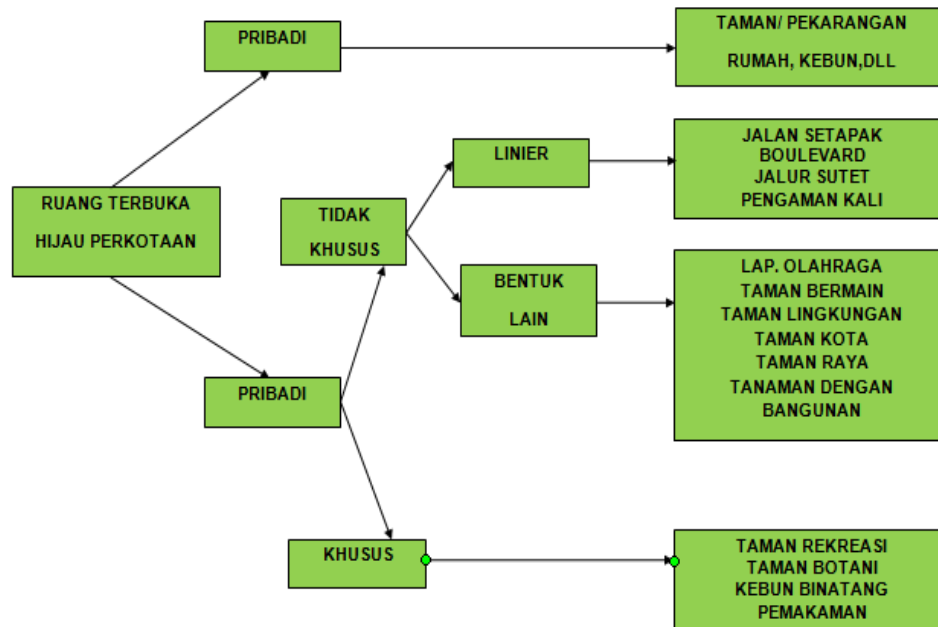 PRIBADI
TAMAN/ PEKARANGAN
RUMAH, KEBUN,DLL
RUANG TERBUKA
HIJAU PERKOTAAN
TIDAK
KHUSUS
LINIER
JALAN SETAPAK
BOULEVARD
JALUR SUTET
PENGAMAN KALI
BENTUK
LAIN
LAP. OLAHRAGA
TAMAN BERMAIN
TAMAN LINGKUNGAN
TAMAN KOTA
TAMAN RAYA
TANAMAN DENGAN
BANGUNAN
PRIBADI
KHUSUS
TAMAN REKREASI
TAMAN BOTANI
KEBUN BINATANG
PEMAKAMAN